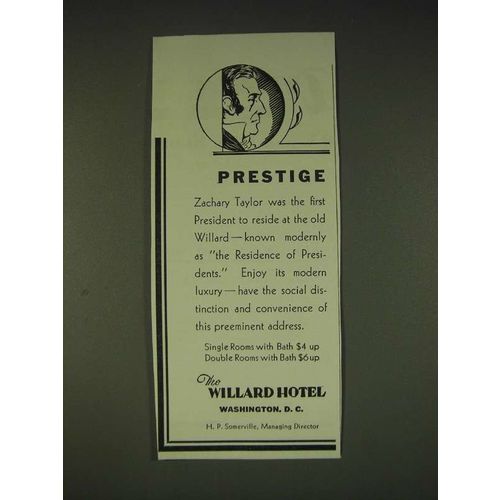 PRESTIGE
Zachary Taylor was the first
President to reside at the old
Willard—known modernly
as "the Residence of Presi-
dents." Enjoy its modern
luxury—have the social dis-
tinction and convenience of
this preeminent address.
Single Rooms with Bath $4 up
Double Rooms with Bath $6 up
The
WILLARD HOTEL
WASHINGTON, D. C.
H. P. Somerville, Managing Director